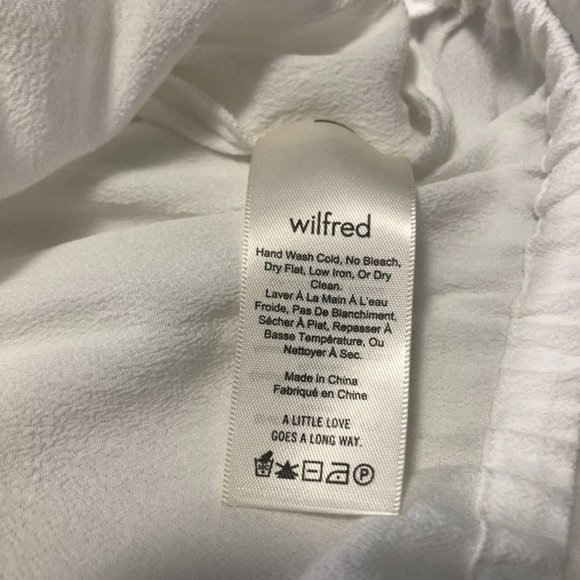 wilfred
Hand Wash Cold, No Bleach,
Dry Flat, Low Iron, Or Dry
Clean.
Laver À La Main À L'eau
Froide, Pas De Blanchiment,
Sécher À Plat, Repasser À
Basse Température, Ou
Nettoyer À Sec.
Made in China
Fabriqué en Chine
A LITTLE LOVE
GOES A LONG WAY.
P